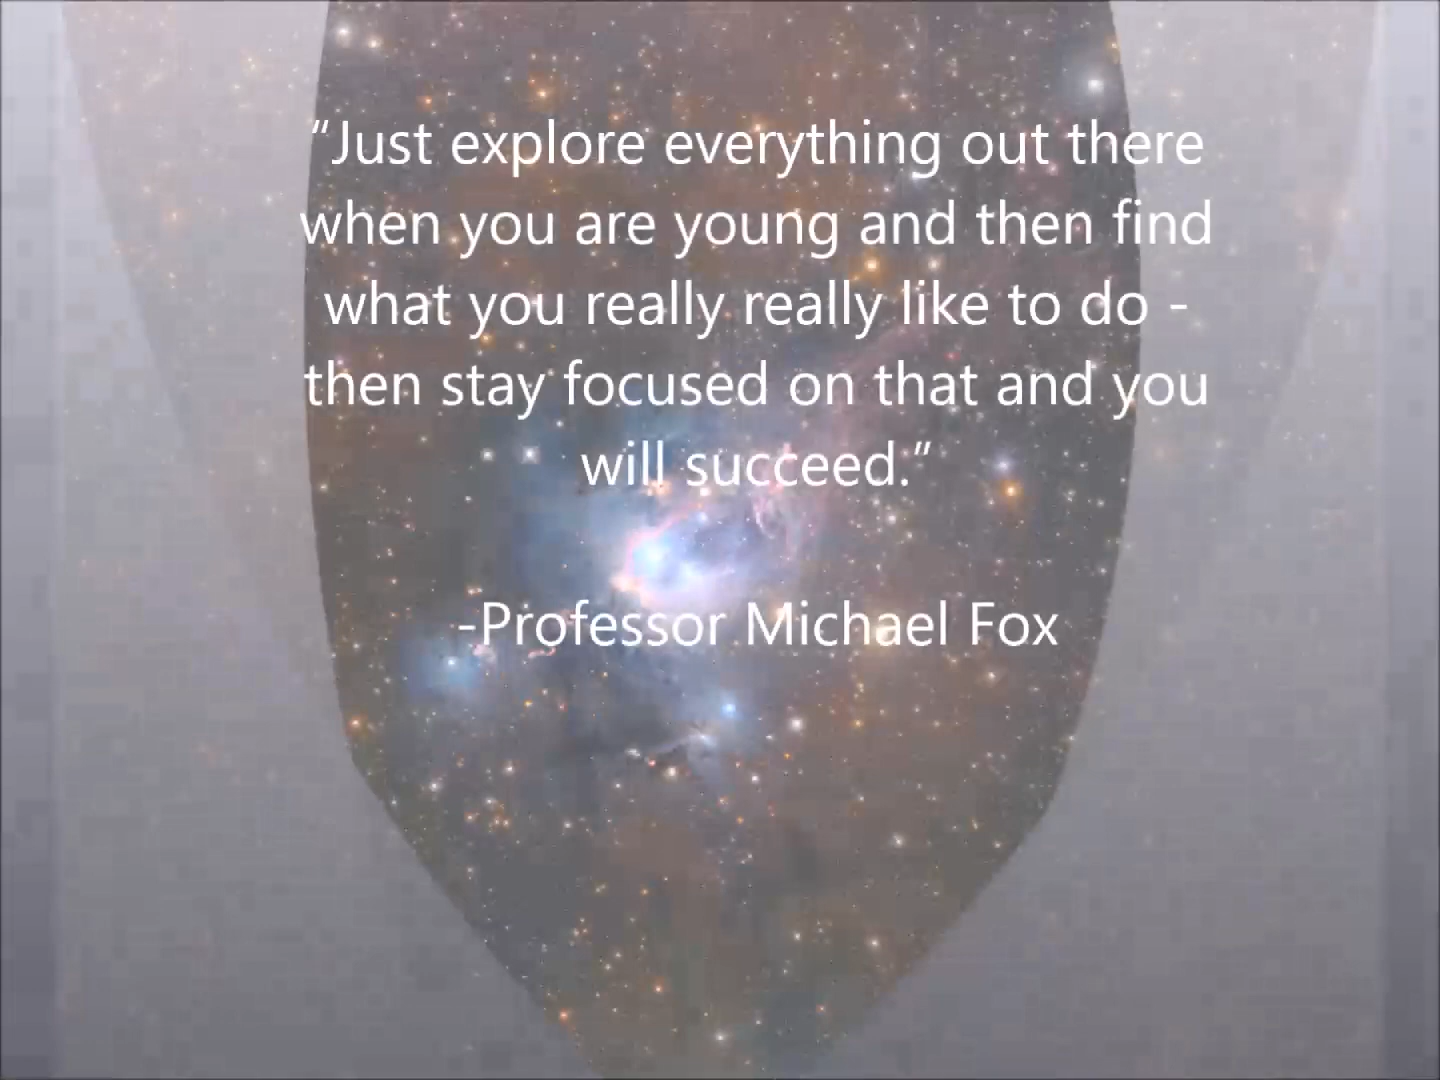 “Just explore everything out there
when you are young and then find
what you really really like to do -
then stay focused on that and you
will succeed.”
-Professor Michael Fox